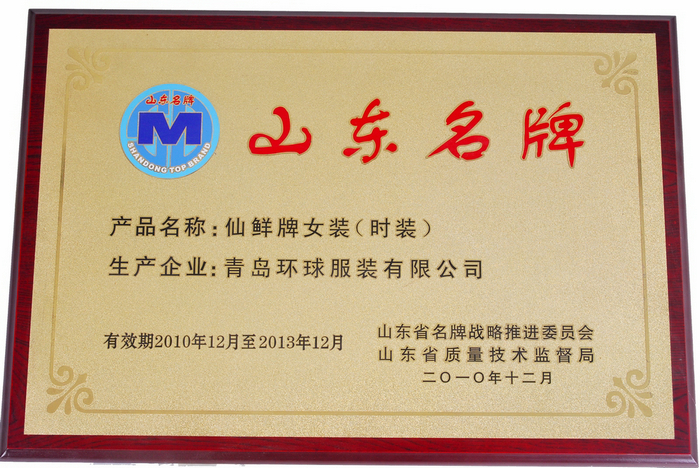 山东名牌
M
SHANDONG TOP BRAND
山东名牌
产品名称：仙鲜牌女装（时装）
生产企业：青岛环球服装有限公司
有效期2010年12月至2013年12月
山东省名牌战略推进委员会
山东省质量技术监督局
二〇一〇年十二月